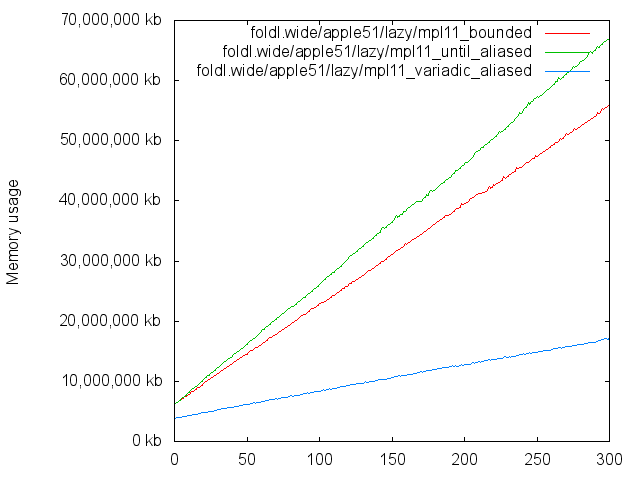 70,000,000 kb
60,000,000 kb
50,000,000 kb
40,000,000 kb
30,000,000 kb
20,000,000 kb
10,000,000 kb
0 kb
Memory usage
foldl.wide/apple51/lazy/mpl11_bounded
foldl.wide/apple51/lazy/mpl11_until_aliased
foldl.wide/apple51/lazy/mpl11_variadic_aliased
0 50 100 150 200 250 300